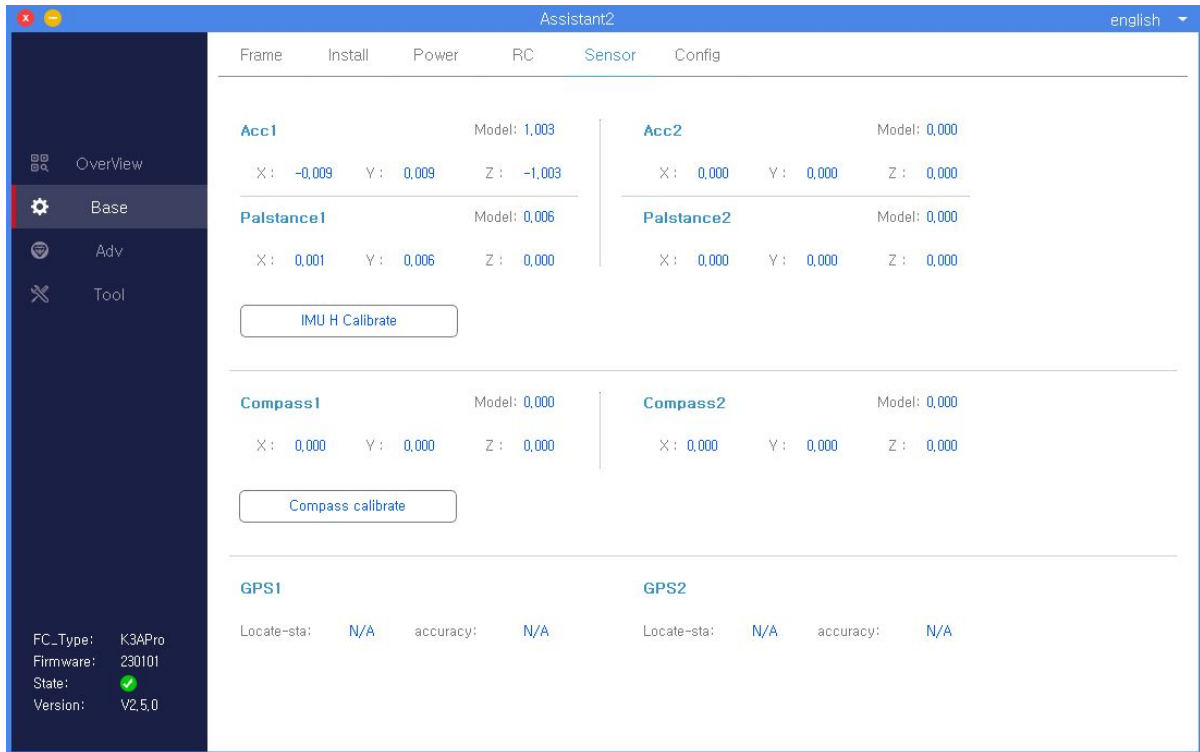 Assistant2
english
Frame Install Power RC Sensor Config
OverView
Base
Adv
Tool
Acc1 Model: 1,003 Acc2 Model: 0,000
X: -0,009 Y: 0,009 Z: -1,003 X: 0,000 Y: 0,000 Z: 0,000
Palstance1 Model: 0,006 Palstance2 Model: 0,000
X: 0,001 Y: 0,006 Z: 0,000 X: 0,000 Y: 0,000 Z: 0,000
IMU H Calibrate
Compass1 Model: 0,000 Compass2 Model: 0,000
X: 0,000 Y: 0,000 Z: 0,000 X: 0,000 Y: 0,000 Z: 0,000
Compass calibrate
GPS1 GPS2
Locate-sta: N/A accuracy: N/A Locate-sta: N/A accuracy: N/A
FC_Type: K3APro
Firmware: 230101
State:
Version: V2,5,0